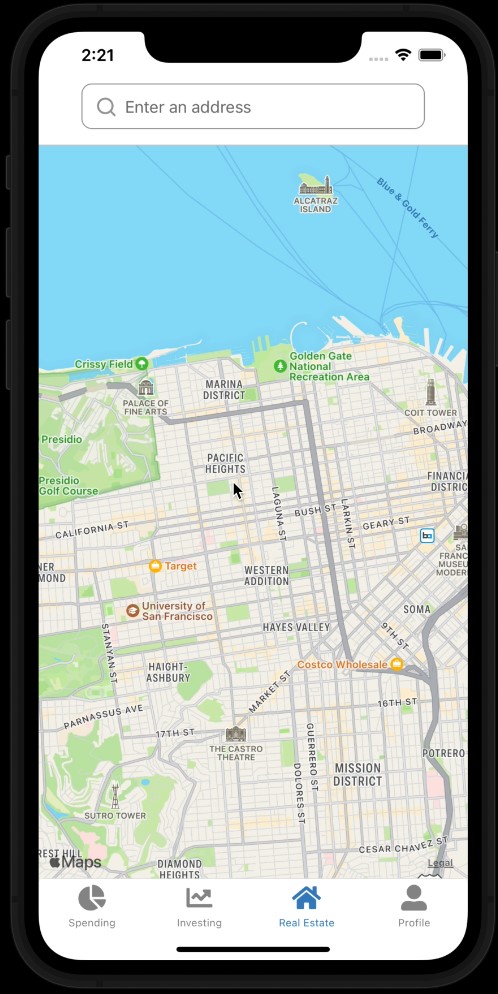 2:21
Enter an address
ALCATRAZ
ISLAND
Blue & Gold Ferry
Crissy Field
Golden Gate
National
Recreation Area
MARINA
DISTRICT
PALACE OF
FINE ARTS
COIT TOWER
BROADWAY
Presidio
PACIFIC
HEIGHTS
Presidio
Golf Course
FINANCIA
DISTRIC
LAGUNA ST
BUSH ST
LARKIN ST
GEARY ST
CALIFORNIA ST
SA
FRANC
MUSEU
MODER
NER
MOND
Target
WESTERN
ADDITION
University of
San Francisco
SOMA
HAYES VALLEY
9TH ST
STANYAN ST
Costco Wholesale
HAIGHT-
ASHBURY
MARKET ST
16TH ST
PARNASSUS AVE
17TH ST
THE CASTRO
THEATRE
GUERRERO ST
DOLORES ST
POTRERO
MISSION
DISTRICT
SUTRO TOWER
CESAR CHAVEZ ST
REST HILL
Maps
DIAMOND
HEIGHTS
Legal
Spending
Investing
Real Estate
Profile